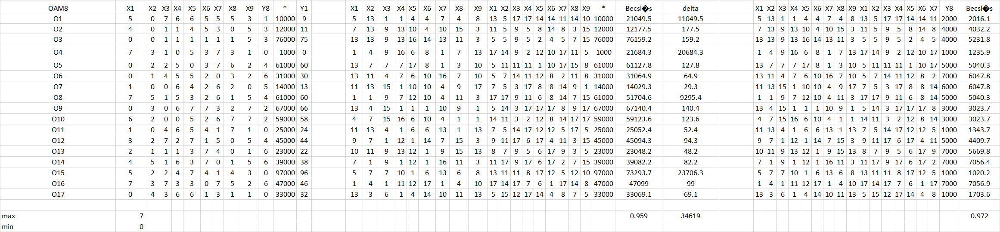 OAM8 X1 X2 X3 X4 X5 X6 X7 X8 X9 Y8 * Y1 X1 X2 X3 X4 X5 X6 X7 X8 X9 X1 X2 X3 X4 X5 X6 X7 X8 X9 * Becsl�s delta X1 X2 X3 X4 X5 X6 X7 X8 X9 X1 X2 X3 X4 X5 X6 X7 Y8 Becsl�s
O1 5 0 7 6 6 5 5 5 3 1 10000 9 5 13 1 1 4 4 7 4 8 13 5 17 17 14 14 11 14 10 10000 21049.5 11049.5 5 13 1 1 4 4 7 4 8 13 5 17 17 14 14 11 2000 2016.1
O2 4 0 1 1 4 5 3 0 5 3 12000 11 7 13 9 13 10 4 10 15 3 11 5 9 5 8 14 8 3 15 12000 12177.5 177.5 7 13 9 13 10 4 10 15 3 11 5 9 5 8 14 8 4000 4032.2
O3 0 0 1 1 1 1 1 1 5 3 76000 75 13 13 9 13 16 14 13 11 3 5 5 9 5 2 4 5 7 15 76000 76159.2 159.2 13 13 9 13 16 14 13 11 3 5 5 9 5 2 4 5 4000 5231.8
O4 7 3 1 0 5 3 7 3 1 0 1000 0 1 4 9 16 6 8 1 7 13 17 14 9 2 12 10 17 11 5 1000 21684.3 20684.3 1 4 9 16 6 8 1 7 13 17 14 9 2 12 10 17 1000 1235.9
O5 0 2 2 5 0 3 7 6 2 4 61000 60 13 7 7 7 17 8 1 3 10 5 11 11 11 1 10 17 15 8 61000 61127.8 127.8 13 7 7 7 17 8 1 3 10 5 11 11 11 1 10 17 5000 5040.3
O6 0 1 4 5 5 2 0 3 2 6 31000 30 13 11 4 7 6 10 16 7 10 5 7 14 11 12 8 2 11 8 31000 31064.9 64.9 13 11 4 7 6 10 16 7 10 5 7 14 11 12 8 2 7000 6047.8
O7 1 0 0 6 4 2 6 2 0 5 14000 13 11 13 15 1 10 10 4 9 17 7 5 3 17 8 8 14 9 1 14000 14029.3 29.3 11 13 15 1 10 10 4 9 17 7 5 3 17 8 8 14 6000 6047.8
O8 7 5 1 5 3 2 6 1 5 4 61000 60 1 1 9 7 12 10 4 11 3 17 17 9 11 6 8 14 7 15 61000 51704.6 9295.4 1 1 9 7 12 10 4 11 3 17 17 9 11 6 8 14 5000 5040.3
O9 0 3 0 6 7 7 3 2 7 2 67000 66 13 4 15 1 1 1 10 9 1 5 14 3 17 17 17 8 9 17 67000 67140.4 140.4 13 4 15 1 1 1 10 9 1 5 14 3 17 17 17 8 3000 3023.7
O10 6 2 0 0 5 2 6 7 7 2 59000 58 4 7 15 16 6 10 4 1 1 14 11 3 2 12 8 14 17 17 59000 59123.6 123.6 4 7 15 16 6 10 4 1 1 14 11 3 2 12 8 14 3000 3023.7
O11 1 0 4 6 5 4 1 7 1 0 25000 24 11 13 4 1 6 6 13 1 13 7 5 14 17 12 12 5 17 5 25000 25052.4 52.4 11 13 4 1 6 6 13 1 13 7 5 14 17 12 12 5 1000 1343.7
O12 3 2 7 2 7 1 5 0 5 4 45000 44 9 7 1 12 1 14 7 15 3 9 11 17 6 17 4 11 3 15 45000 45094.3 94.3 9 7 1 12 1 14 7 15 3 9 11 17 6 17 4 11 5000 4409.7
O13 2 1 1 1 3 7 4 0 1 6 23000 22 10 11 9 13 12 1 9 15 13 8 7 9 5 6 17 9 3 5 23000 23048.2 48.2 10 11 9 13 12 1 9 15 13 8 7 9 5 6 17 9 7000 5669.8
O14 4 5 1 6 3 7 0 1 5 6 39000 38 7 1 9 1 12 1 16 11 3 11 17 9 17 6 17 2 7 15 39000 39082.2 82.2 7 1 9 1 12 1 16 11 3 11 17 9 17 6 17 2 7000 7056.4
O15 5 2 2 4 7 4 1 4 3 0 97000 96 5 7 7 10 1 6 13 6 8 13 11 11 8 17 12 5 12 10 97000 73293.7 23706.3 5 7 7 10 1 6 13 6 8 13 11 11 8 17 12 5 1000 1020.2
O16 7 3 7 3 3 0 7 5 2 6 47000 46 1 4 1 11 12 17 1 4 10 17 14 17 7 6 1 17 14 8 47000 47099 99 1 4 1 11 12 17 1 4 10 17 14 17 7 6 1 17 7000 7056.9
O17 0 4 3 6 6 1 3 1 1 0 33000 32 13 3 6 1 4 14 10 11 13 5 15 12 17 14 4 8 7 5 33000 33069.1 69.1 13 3 6 1 4 14 10 11 13 5 15 12 17 14 4 8 1000 1703.6
max 7 0.959 34619 0.972
min 0